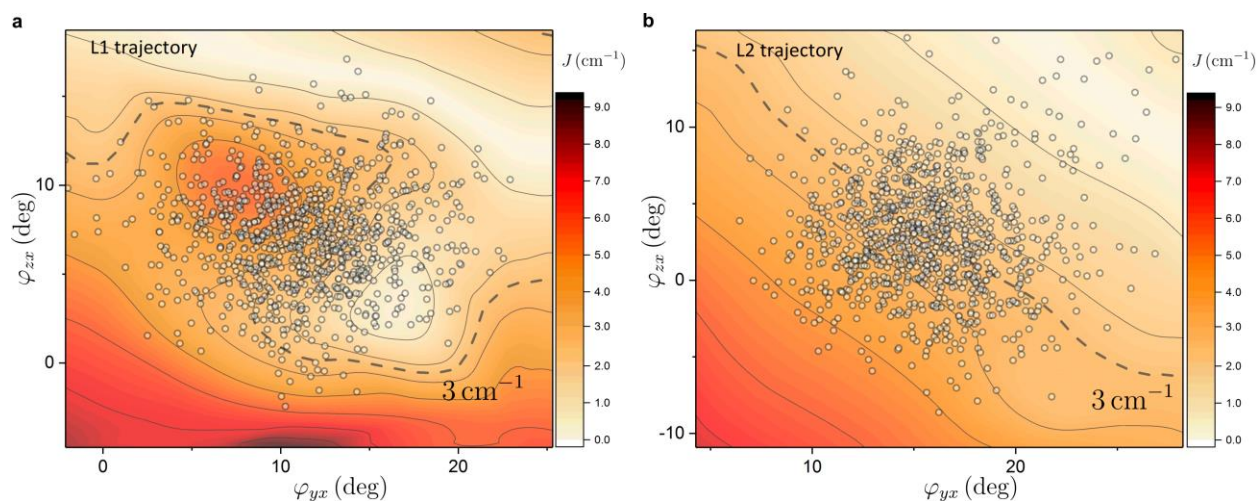 a
L1 trajectory
J (cm⁻¹)
9.0
8.0
7.0
6.0
5.0
4.0
3.0
2.0
1.0
0.0
10
0
φzx (deg)
3 cm⁻¹
0
10
20
φyx (deg)
b
L2 trajectory
J (cm⁻¹)
9.0
8.0
7.0
6.0
5.0
4.0
3.0
2.0
1.0
0.0
10
0
-10
φzx (deg)
3 cm⁻¹
10
20
φyx (deg)